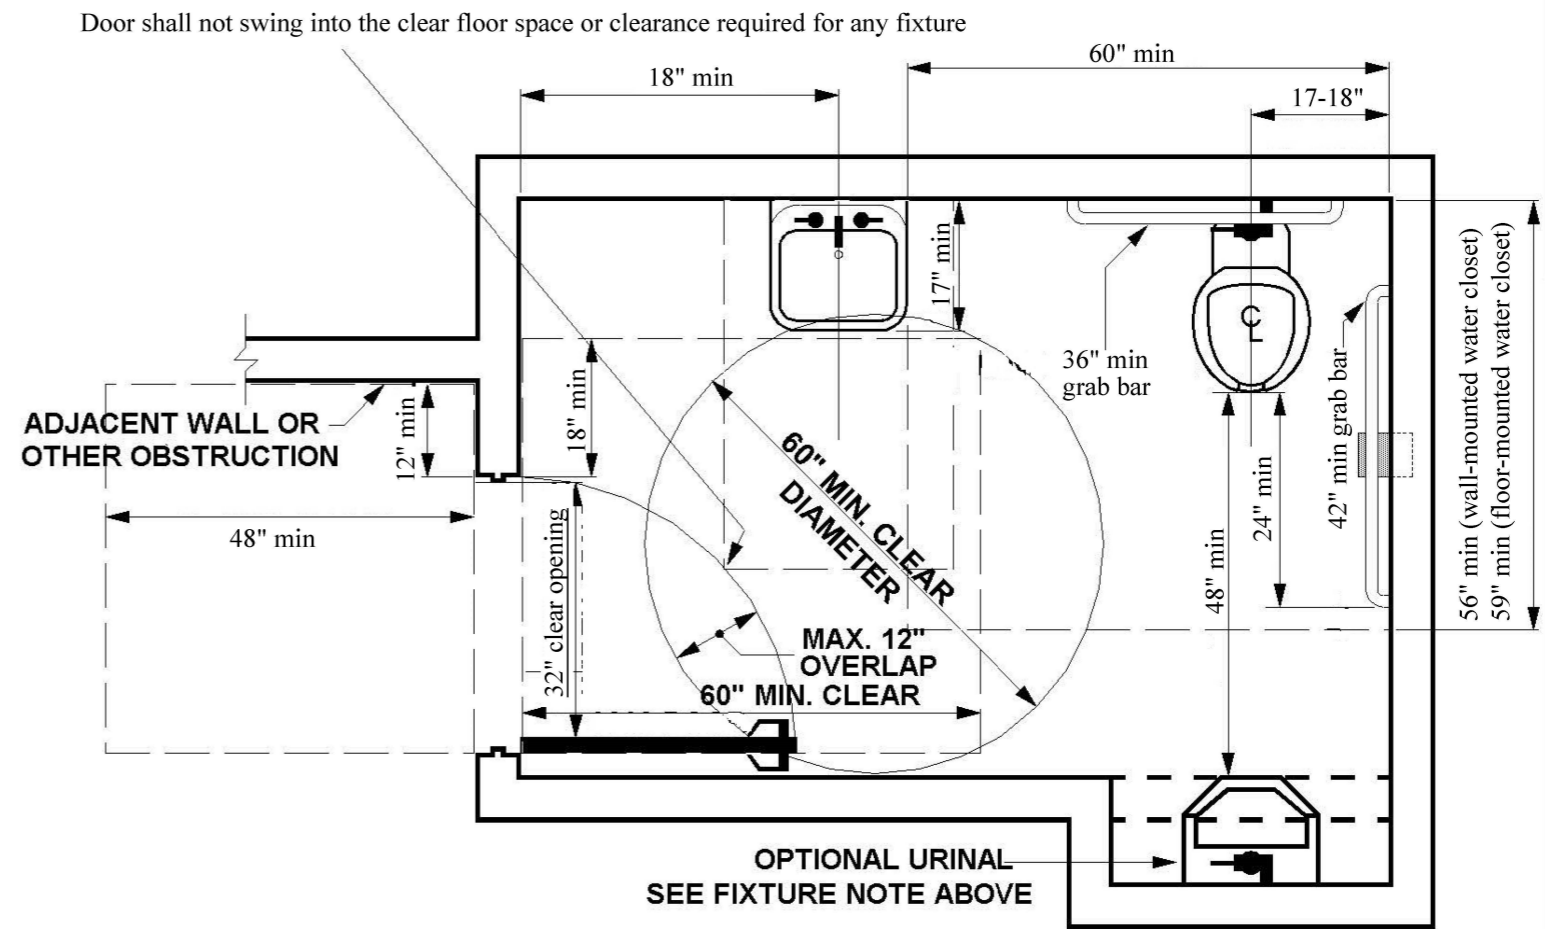 Door shall not swing into the clear floor space or clearance required for any fixture
60" min
18" min
17-18"
17" min
56" min (wall-mounted water closet)
59" min (floor-mounted water closet)
CL
36" min
grab bar
42" min grab bar
ADJACENT WALL OR
OTHER OBSTRUCTION
12" min
18" min
48" min
32" clear opening
60" MIN. CLEAR
DIAMETER
24" min
48" min
MAX. 12"
OVERLAP
60" MIN. CLEAR
OPTIONAL URINAL
SEE FIXTURE NOTE ABOVE